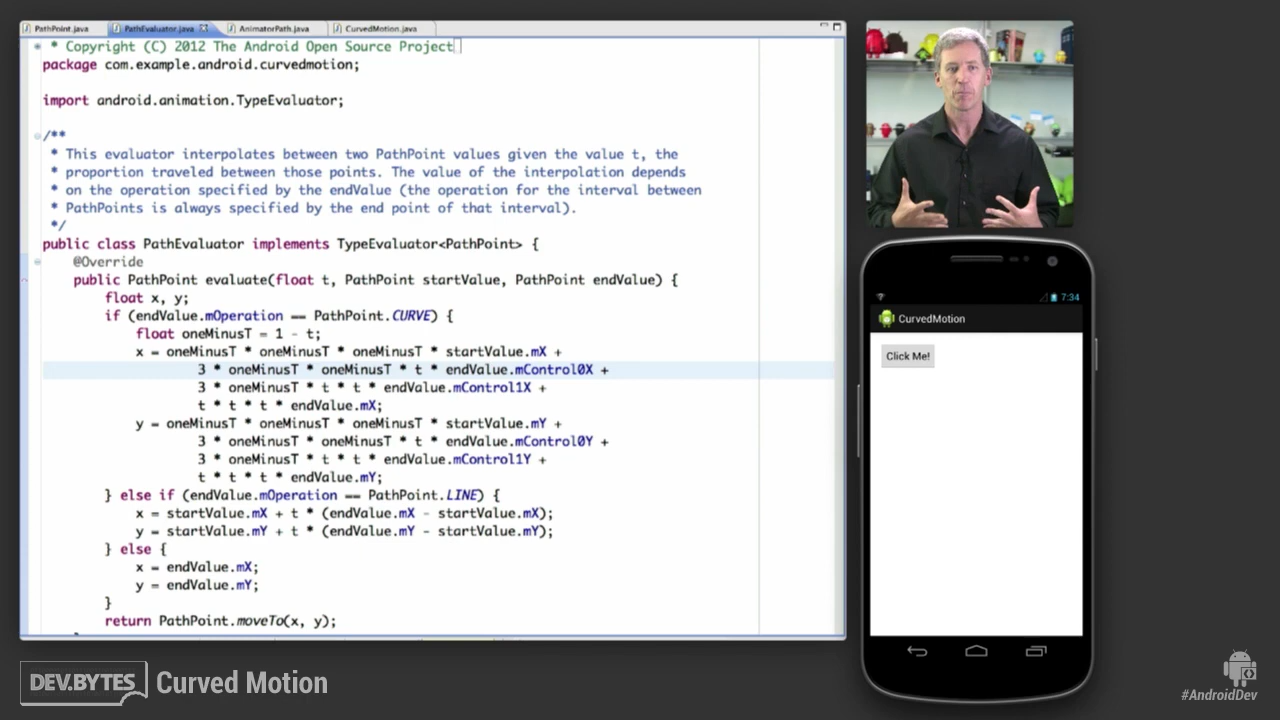 PathPoint.java PathEvaluator.java AnimatorPath.java CurvedMotion.java
* Copyright (C) 2012 The Android Open Source Project
package com.example.android.curvedmotion;
import android.animation.TypeEvaluator;
/**
* This evaluator interpolates between two PathPoint values given the value t, the
* proportion traveled between those points. The value of the interpolation depends
* on the operation specified by the endValue (the operation for the interval between
* PathPoints is always specified by the end point of that interval).
*/
public class PathEvaluator implements TypeEvaluator<PathPoint> {
@Override
public PathPoint evaluate(float t, PathPoint startValue, PathPoint endValue) {
float x, y;
if (endValue.mOperation == PathPoint.CURVE) {
float oneMinusT = 1 - t;
x = oneMinusT * oneMinusT * oneMinusT * startValue.mX +
3 * oneMinusT * oneMinusT * t * endValue.mControl0X +
3 * oneMinusT * t * t * endValue.mControl1X +
t * t * t * endValue.mX;
y = oneMinusT * oneMinusT * oneMinusT * startValue.mY +
3 * oneMinusT * oneMinusT * t * endValue.mControl0Y +
3 * oneMinusT * t * t * endValue.mControl1Y +
t * t * t * endValue.mY;
} else if (endValue.mOperation == PathPoint.LINE) {
x = startValue.mX + t * (endValue.mX - startValue.mX);
y = startValue.mY + t * (endValue.mY - startValue.mY);
} else {
x = endValue.mX;
y = endValue.mY;
}
return PathPoint.moveTo(x, y);
7:34
CurvedMotion
Click Me!
DEV.BYTES Curved Motion
#AndroidDev